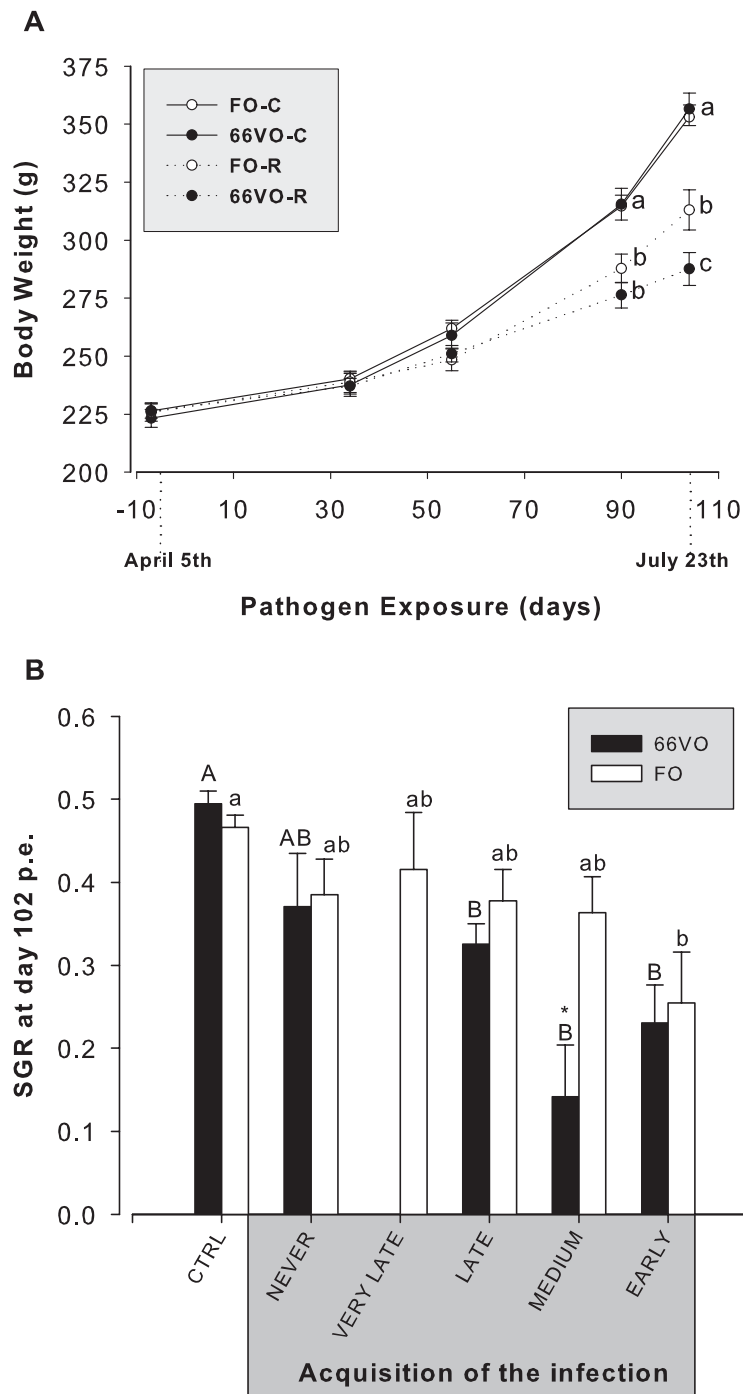 A
375
350
325
300
275
250
225
200
Body Weight (g)
FO-C
66VO-C
FO-R
66VO-R
a
a
b
b
b
c
-10 10 30 50 70 90 110
April 5th
July 23th
Pathogen Exposure (days)
B
0.6
0.5
0.4
0.3
0.2
0.1
0.0
SGR at day 102 p.e.
66VO
FO
A
a
AB
ab
ab
B
ab
*
B
ab
B
b
CTRL
NEVER
VERY LATE
LATE
MEDIUM
EARLY
Acquisition of the infection